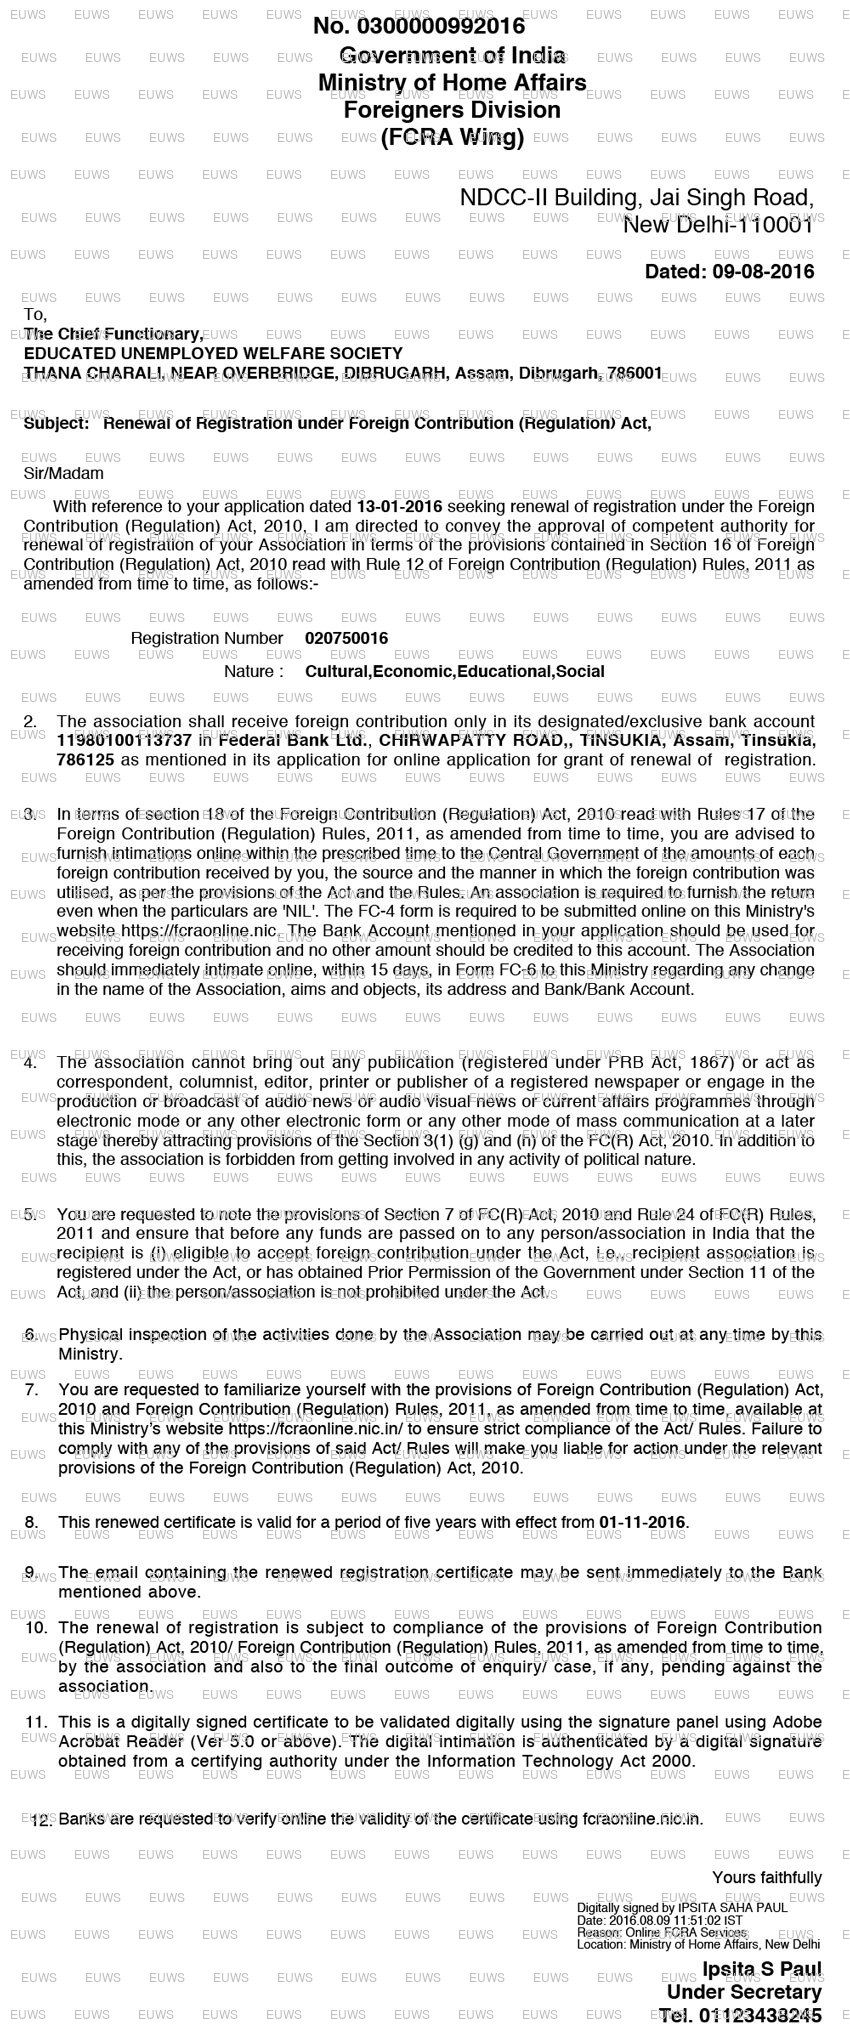 No. 0300000992016
Government of India
Ministry of Home Affairs
Foreigners Division
(FCRA Wing)
NDCC-II Building, Jai Singh Road,
New Delhi-110001
Dated: 09-08-2016
To,
The Chief Functionary,
EDUCATED UNEMPLOYED WELFARE SOCIETY
THANA CHARALI, NEAR OVERBRIDGE, DIBRUGARH, Assam, Dibrugarh, 786001
Subject: Renewal of Registration under Foreign Contribution (Regulation) Act,
Sir/Madam
With reference to your application dated 13-01-2016 seeking renewal of registration under the Foreign
Contribution (Regulation) Act, 2010, I am directed to convey the approval of competent authority for
renewal of registration of your Association in terms of the provisions contained in Section 16 of Foreign
Contribution (Regulation) Act, 2010 read with Rule 12 of Foreign Contribution (Regulation) Rules, 2011 as
amended from time to time, as follows:-
Registration Number 020750016
Nature : Cultural,Economic,Educational,Social
2. The association shall receive foreign contribution only in its designated/exclusive bank account
11980100113737 in Federal Bank Ltd., CHIRWAPATTY ROAD,, TINSUKIA, Assam, Tinsukia,
786125 as mentioned in its application for online application for grant of renewal of registration.
3. In terms of section 18 of the Foreign Contribution (Regulation) Act, 2010 read with Rules 17 of the
Foreign Contribution (Regulation) Rules, 2011, as amended from time to time, you are advised to
furnish intimations online within the prescribed time to the Central Government of the amounts of each
foreign contribution received by you, the source and the manner in which the foreign contribution was
utilised, as per the provisions of the Act and the Rules. An association is required to furnish the return
even when the particulars are 'NIL'. The FC-4 form is required to be submitted online on this Ministry's
website https://fcraonline.nic. The Bank Account mentioned in your application should be used for
receiving foreign contribution and no other amount should be credited to this account. The Association
should immediately intimate online, within 15 days, in Form FC-6 to this Ministry regarding any change
in the name of the Association, aims and objects, its address and Bank/Bank Account.
4. The association cannot bring out any publication (registered under PRB Act, 1867) or act as
correspondent, columnist, editor, printer or publisher of a registered newspaper or engage in the
production or broadcast of audio news or audio visual news or current affairs programmes through
electronic mode or any other electronic form or any other mode of mass communication at a later
stage thereby attracting provisions of the Section 3(1) (g) and (h) of the FC(R) Act, 2010. In addition to
this, the association is forbidden from getting involved in any activity of political nature.
5. You are requested to note the provisions of Section 7 of FC(R) Act, 2010 and Rule 24 of FC(R) Rules,
2011 and ensure that before any funds are passed on to any person/association in India that the
recipient is (i) eligible to accept foreign contribution under the Act, i.e., recipient association is
registered under the Act, or has obtained Prior Permission of the Government under Section 11 of the
Act, and (ii) the person/association is not prohibited under the Act.
6. Physical inspection of the activities done by the Association may be carried out at any time by this
Ministry.
7. You are requested to familiarize yourself with the provisions of Foreign Contribution (Regulation) Act,
2010 and Foreign Contribution (Regulation) Rules, 2011, as amended from time to time, available at
this Ministry's website https://fcraonline.nic.in/ to ensure strict compliance of the Act/ Rules. Failure to
comply with any of the provisions of said Act/ Rules will make you liable for action under the relevant
provisions of the Foreign Contribution (Regulation) Act, 2010.
8. This renewed certificate is valid for a period of five years with effect from 01-11-2016.
9. The email containing the renewed registration certificate may be sent immediately to the Bank
mentioned above.
10. The renewal of registration is subject to compliance of the provisions of Foreign Contribution
(Regulation) Act, 2010/ Foreign Contribution (Regulation) Rules, 2011, as amended from time to time,
by the association and also to the final outcome of enquiry/ case, if any, pending against the
association.
11. This is a digitally signed certificate to be validated digitally using the signature panel using Adobe
Acrobat Reader (Ver 5.0 or above). The digital intimation is authenticated by a digital signature
obtained from a certifying authority under the Information Technology Act 2000.
12. Banks are requested to verify online the validity of the certificate using fcraonline.nic.in.
Yours faithfully
Digitally signed by IPSITA SAHA PAUL
Date: 2016.08.09 11:51:02 IST
Reason: Online FCRA Services
Location: Ministry of Home Affairs, New Delhi
Ipsita S Paul
Under Secretary
Tel. 01123438245